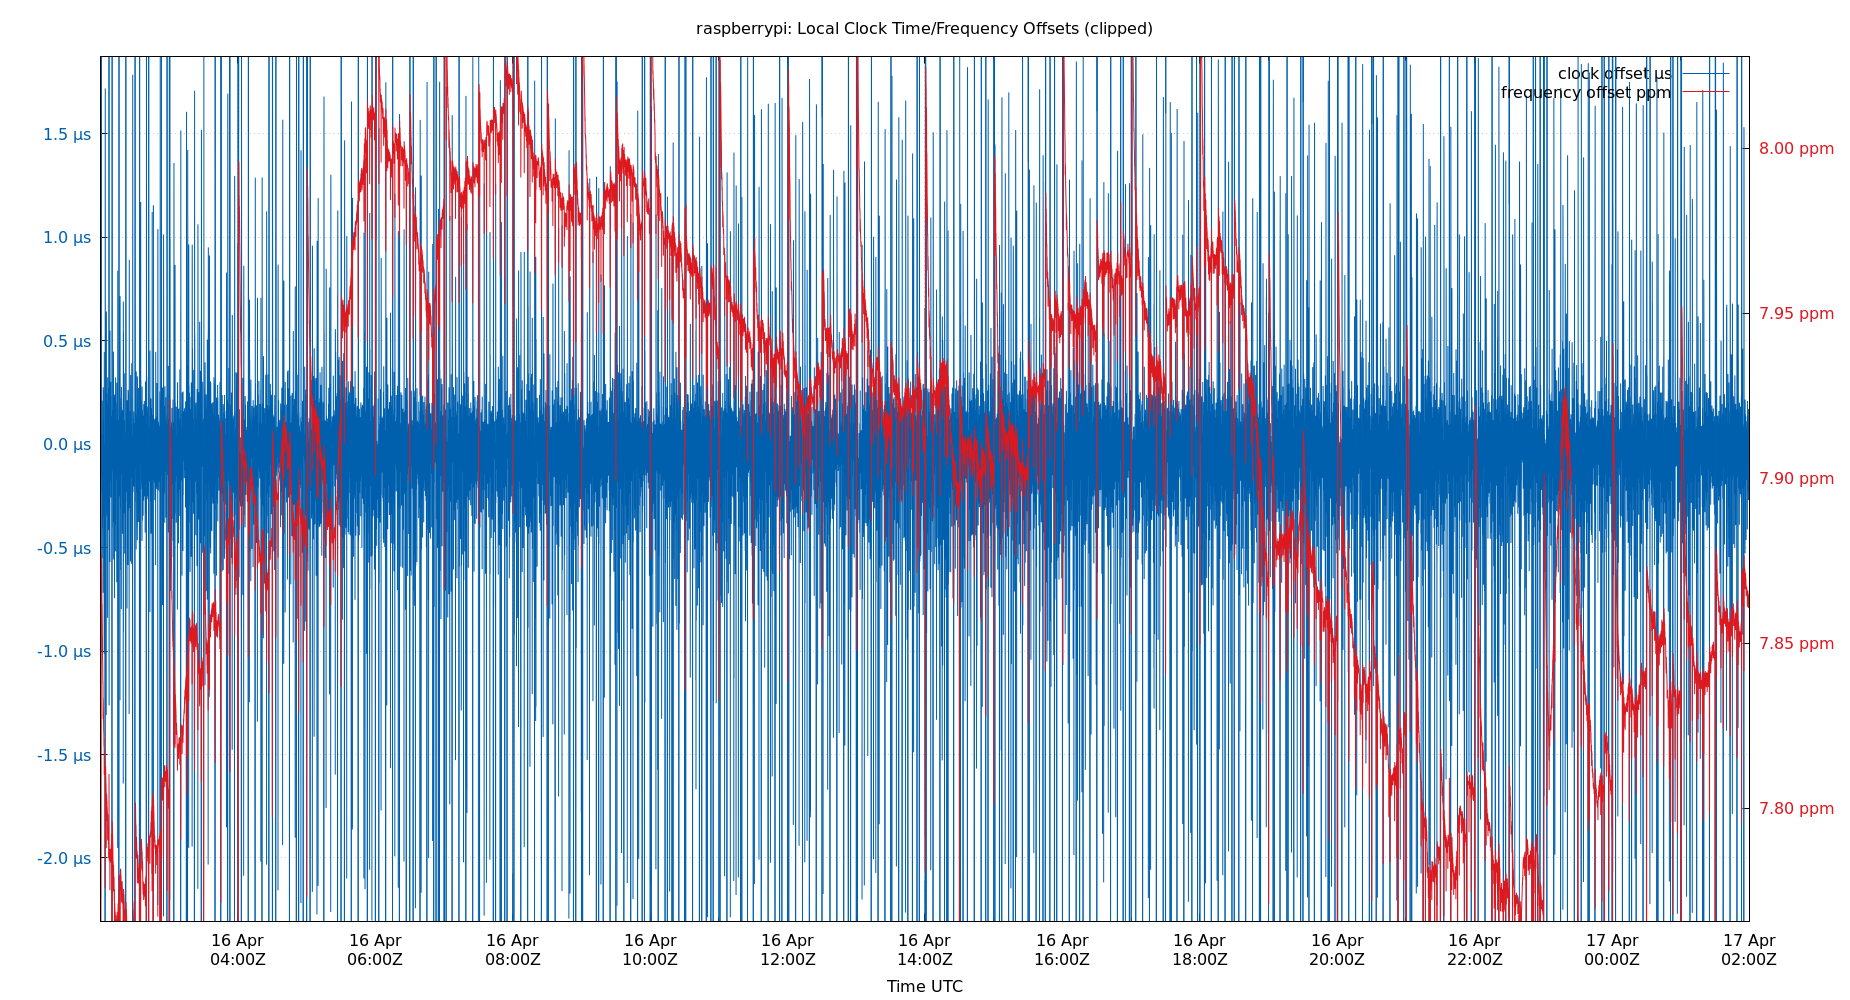 raspberrypi: Local Clock Time/Frequency Offsets (clipped)
clock offset µs
frequency offset ppm
1.5 µs
1.0 µs
0.5 µs
0.0 µs
-0.5 µs
-1.0 µs
-1.5 µs
-2.0 µs
8.00 ppm
7.95 ppm
7.90 ppm
7.85 ppm
7.80 ppm
16 Apr 16 Apr 16 Apr 16 Apr 16 Apr 16 Apr 16 Apr 16 Apr 16 Apr 16 Apr 17 Apr 17 Apr
04:00Z 06:00Z 08:00Z 10:00Z 12:00Z 14:00Z 16:00Z 18:00Z 20:00Z 22:00Z 00:00Z 02:00Z
Time UTC